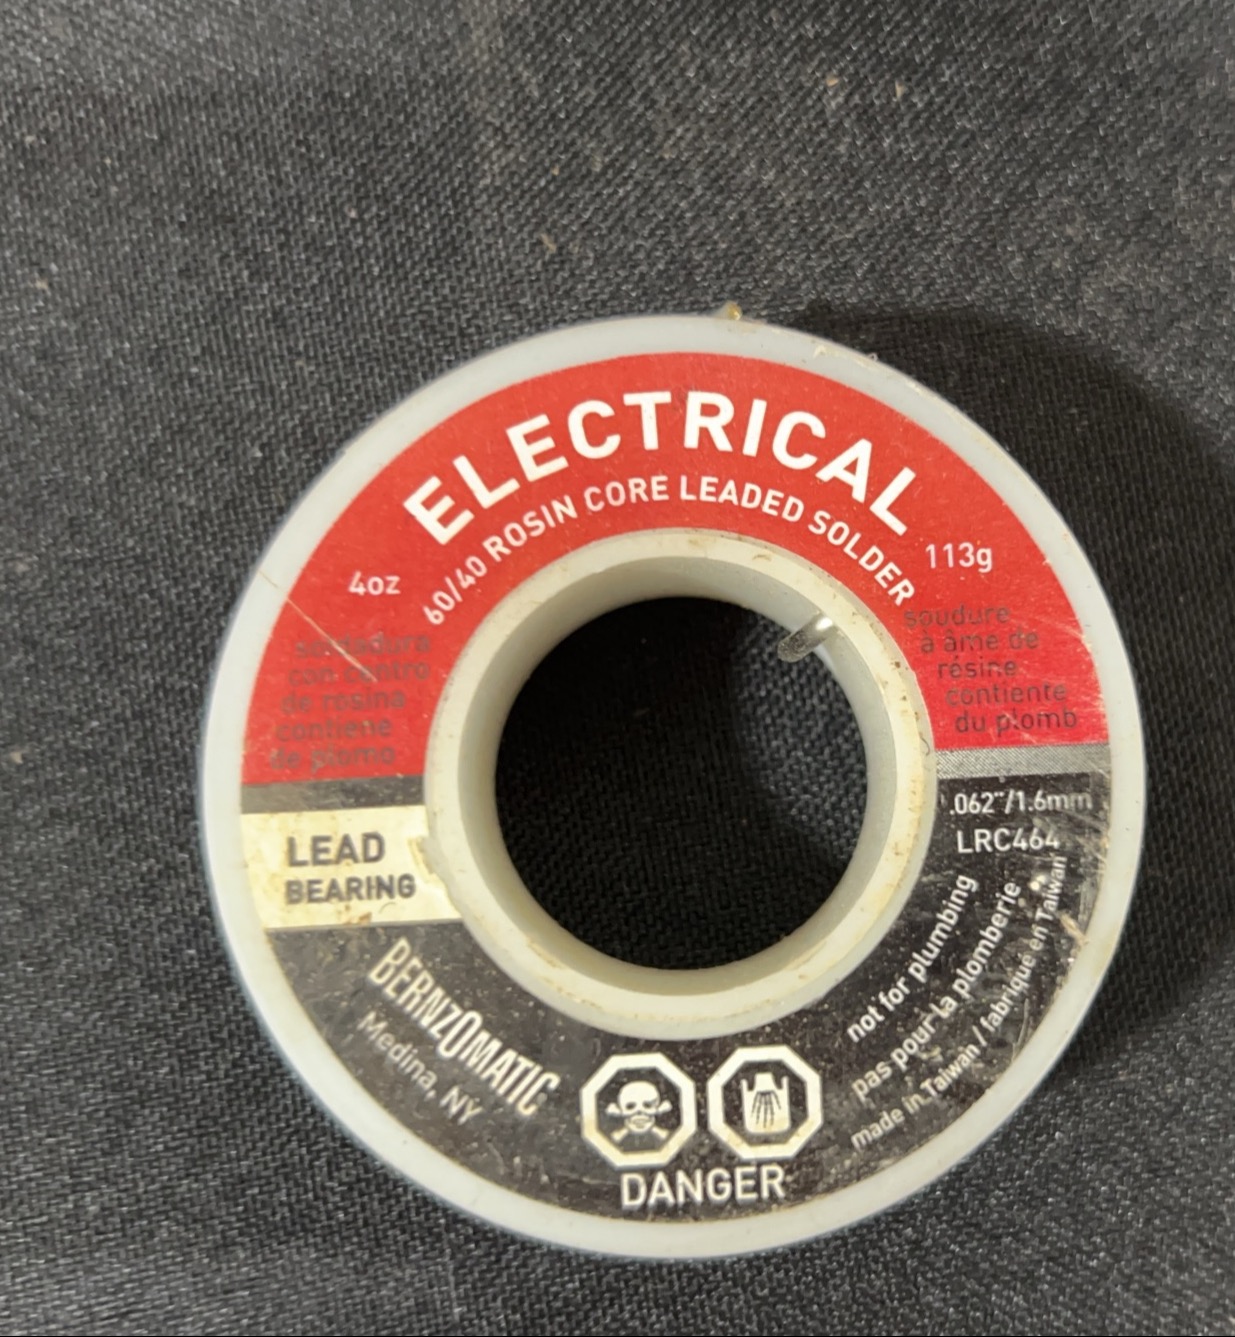 ELECTRICAL
60/40 ROSIN CORE LEADED SOLDER
4oz
113g
soldadura
con centro
de rosina
contiene
de plomo
soudure
à âme de
résine
contiente
du plomb
LEAD
BEARING
.062"/1.6mm
LRC464
not for plumbing
pas pour la plomberie
made in Taiwan / fabriqué en Taiwan
BERNZOMATIC
Medina, NY
DANGER